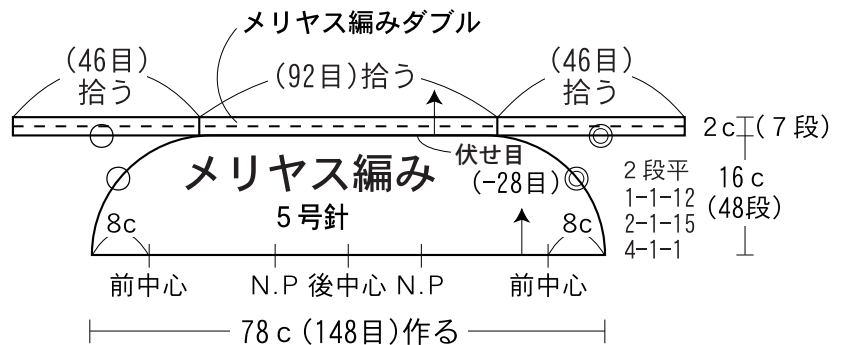 メリヤス編みダブル
(46目)
拾う
(92目)拾う
(46目)
拾う
2c
(7段)
伏せ目
メリヤス編み
(−28目)
5号針
2段平
1-1-12
2-1-15
4-1-1
16c
(48段)
8c
8c
前中心
N.P
後中心
N.P
前中心
78c(148目)作る